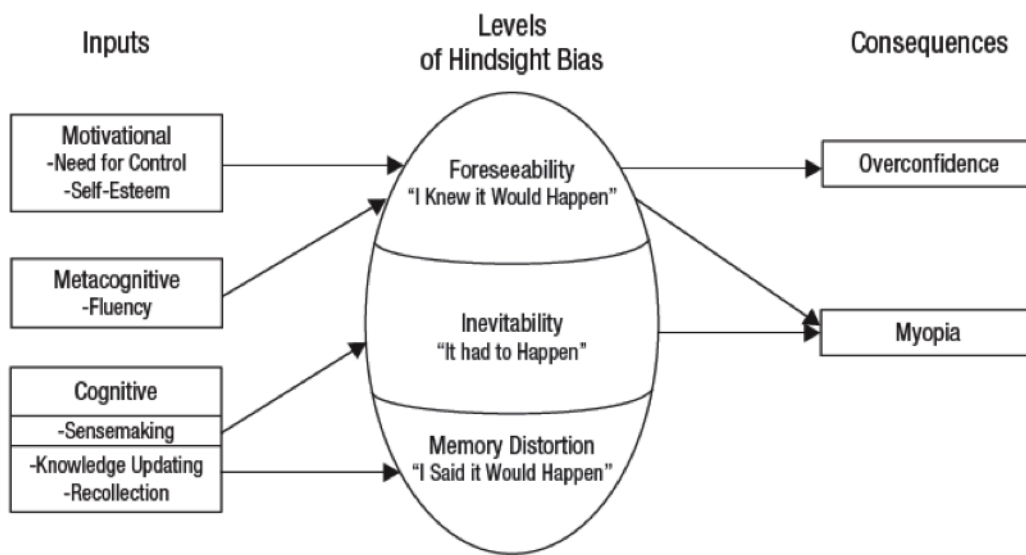 Inputs
Levels
of Hindsight Bias
Consequences
Motivational
-Need for Control
-Self-Esteem
Metacognitive
-Fluency
Cognitive
-Sensemaking
-Knowledge Updating
-Recollection
Foreseeability
“I Knew it Would Happen”
Inevitability
“It had to Happen”
Memory Distortion
“I Said it Would Happen”
Overconfidence
Myopia